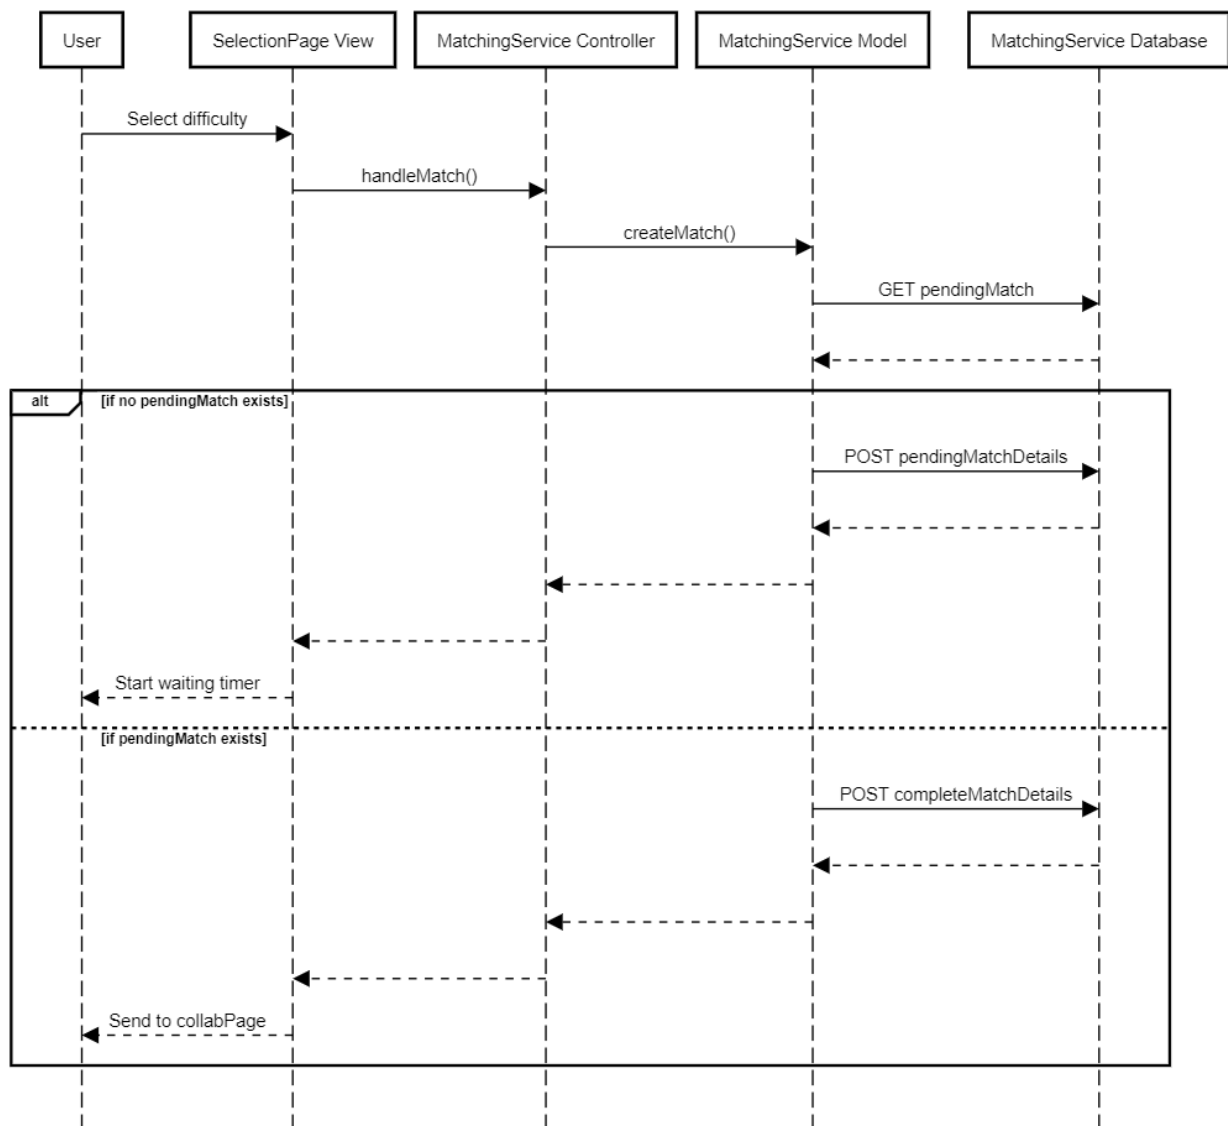 User
SelectionPage View
MatchingService Controller
MatchingService Model
MatchingService Database
Select difficulty
handleMatch()
createMatch()
GET pendingMatch
alt
[if no pendingMatch exists]
POST pendingMatchDetails
Start waiting timer
[if pendingMatch exists]
POST completeMatchDetails
Send to collabPage